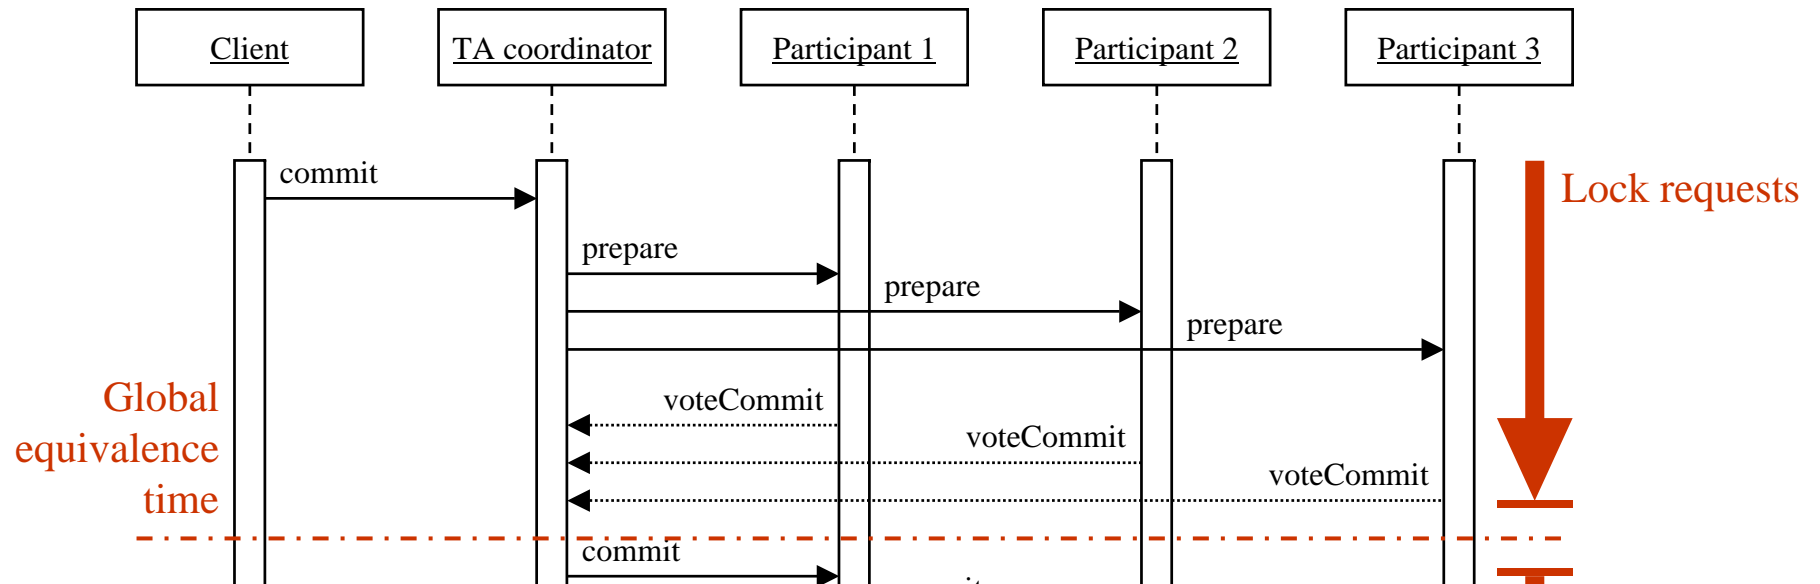 Client
TA coordinator
Participant 1
Participant 2
Participant 3
commit
Lock requests
prepare
prepare
prepare
Global
equivalence
time
voteCommit
voteCommit
voteCommit
commit